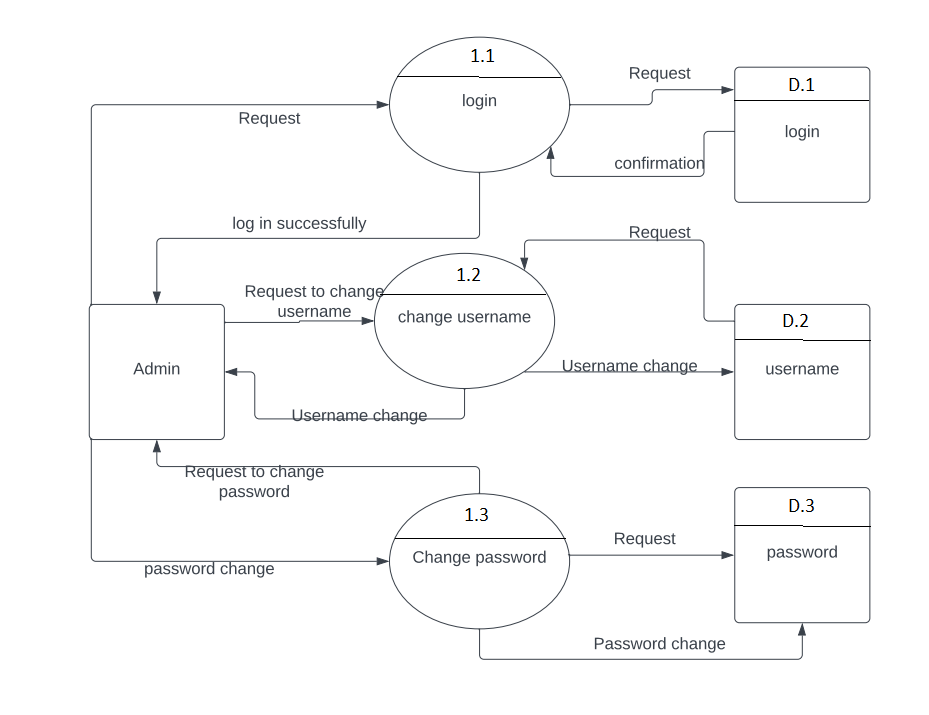 1.1
login
Request
D.1
login
Request
confirmation
log in successfully
Request
1.2
change username
Request to change
username
D.2
username
Admin
Username change
Username change
Request to change
password
1.3
Change password
D.3
password
Request
password change
Password change